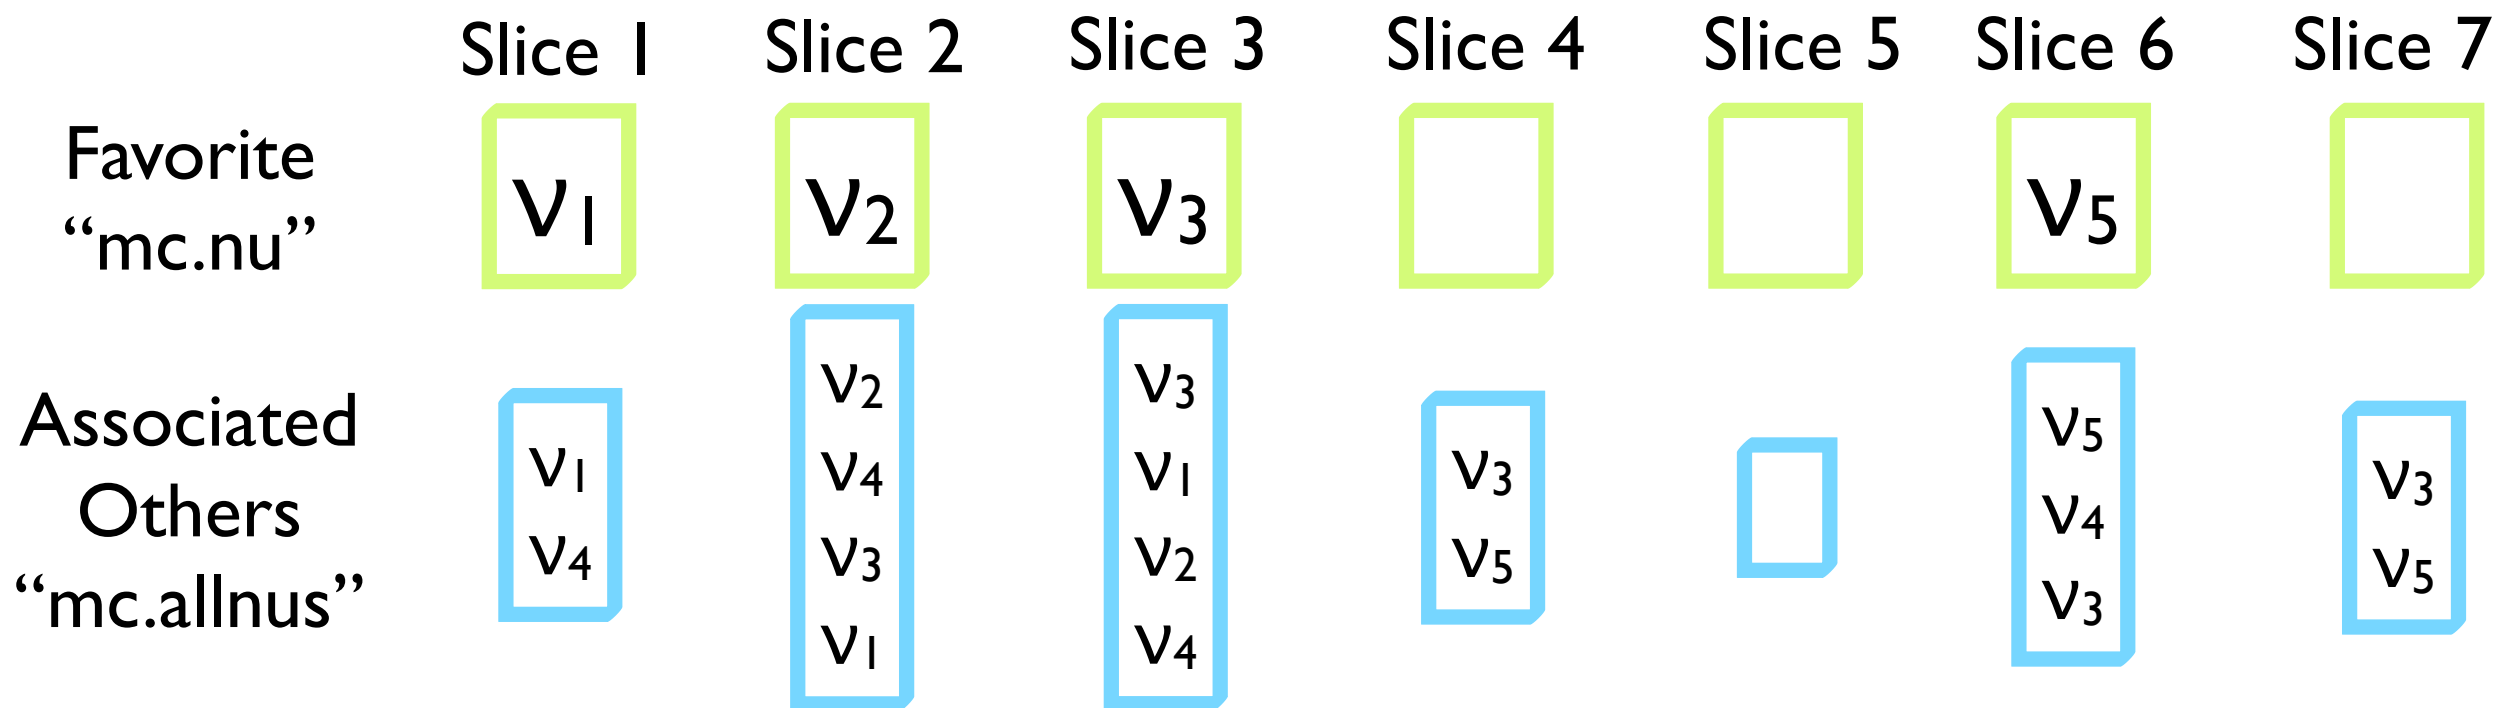 Slice 1 Slice 2 Slice 3 Slice 4 Slice 5 Slice 6 Slice 7
Favorite
“mc.nu”
ν1 ν2 ν3 ν5
Associated
Others
“mc.allnus”
ν1
ν4
ν2
ν4
ν3
ν1
ν3
ν1
ν2
ν4
ν3
ν5
ν5
ν4
ν3
ν3
ν5